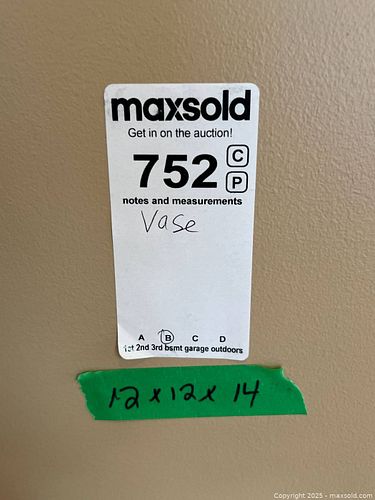 maxsold
Get in on the auction!
752 C
P
notes and measurements
Vase
A B C D
1st 2nd 3rd bsmt garage outdoors
12 x 12 x 14
Copyright 2025 - maxsold.com